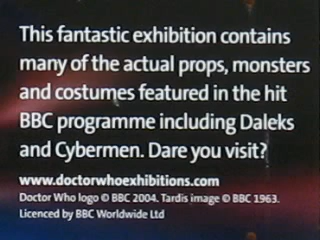 This fantastic exhibition contains
many of the actual props, monsters
and costumes featured in the hit
BBC programme including Daleks
and Cybermen. Dare you visit?
www.doctorwhoexhibitions.com
Doctor Who logo © BBC 2004. Tardis image © BBC 1963.
Licenced by BBC Worldwide Ltd